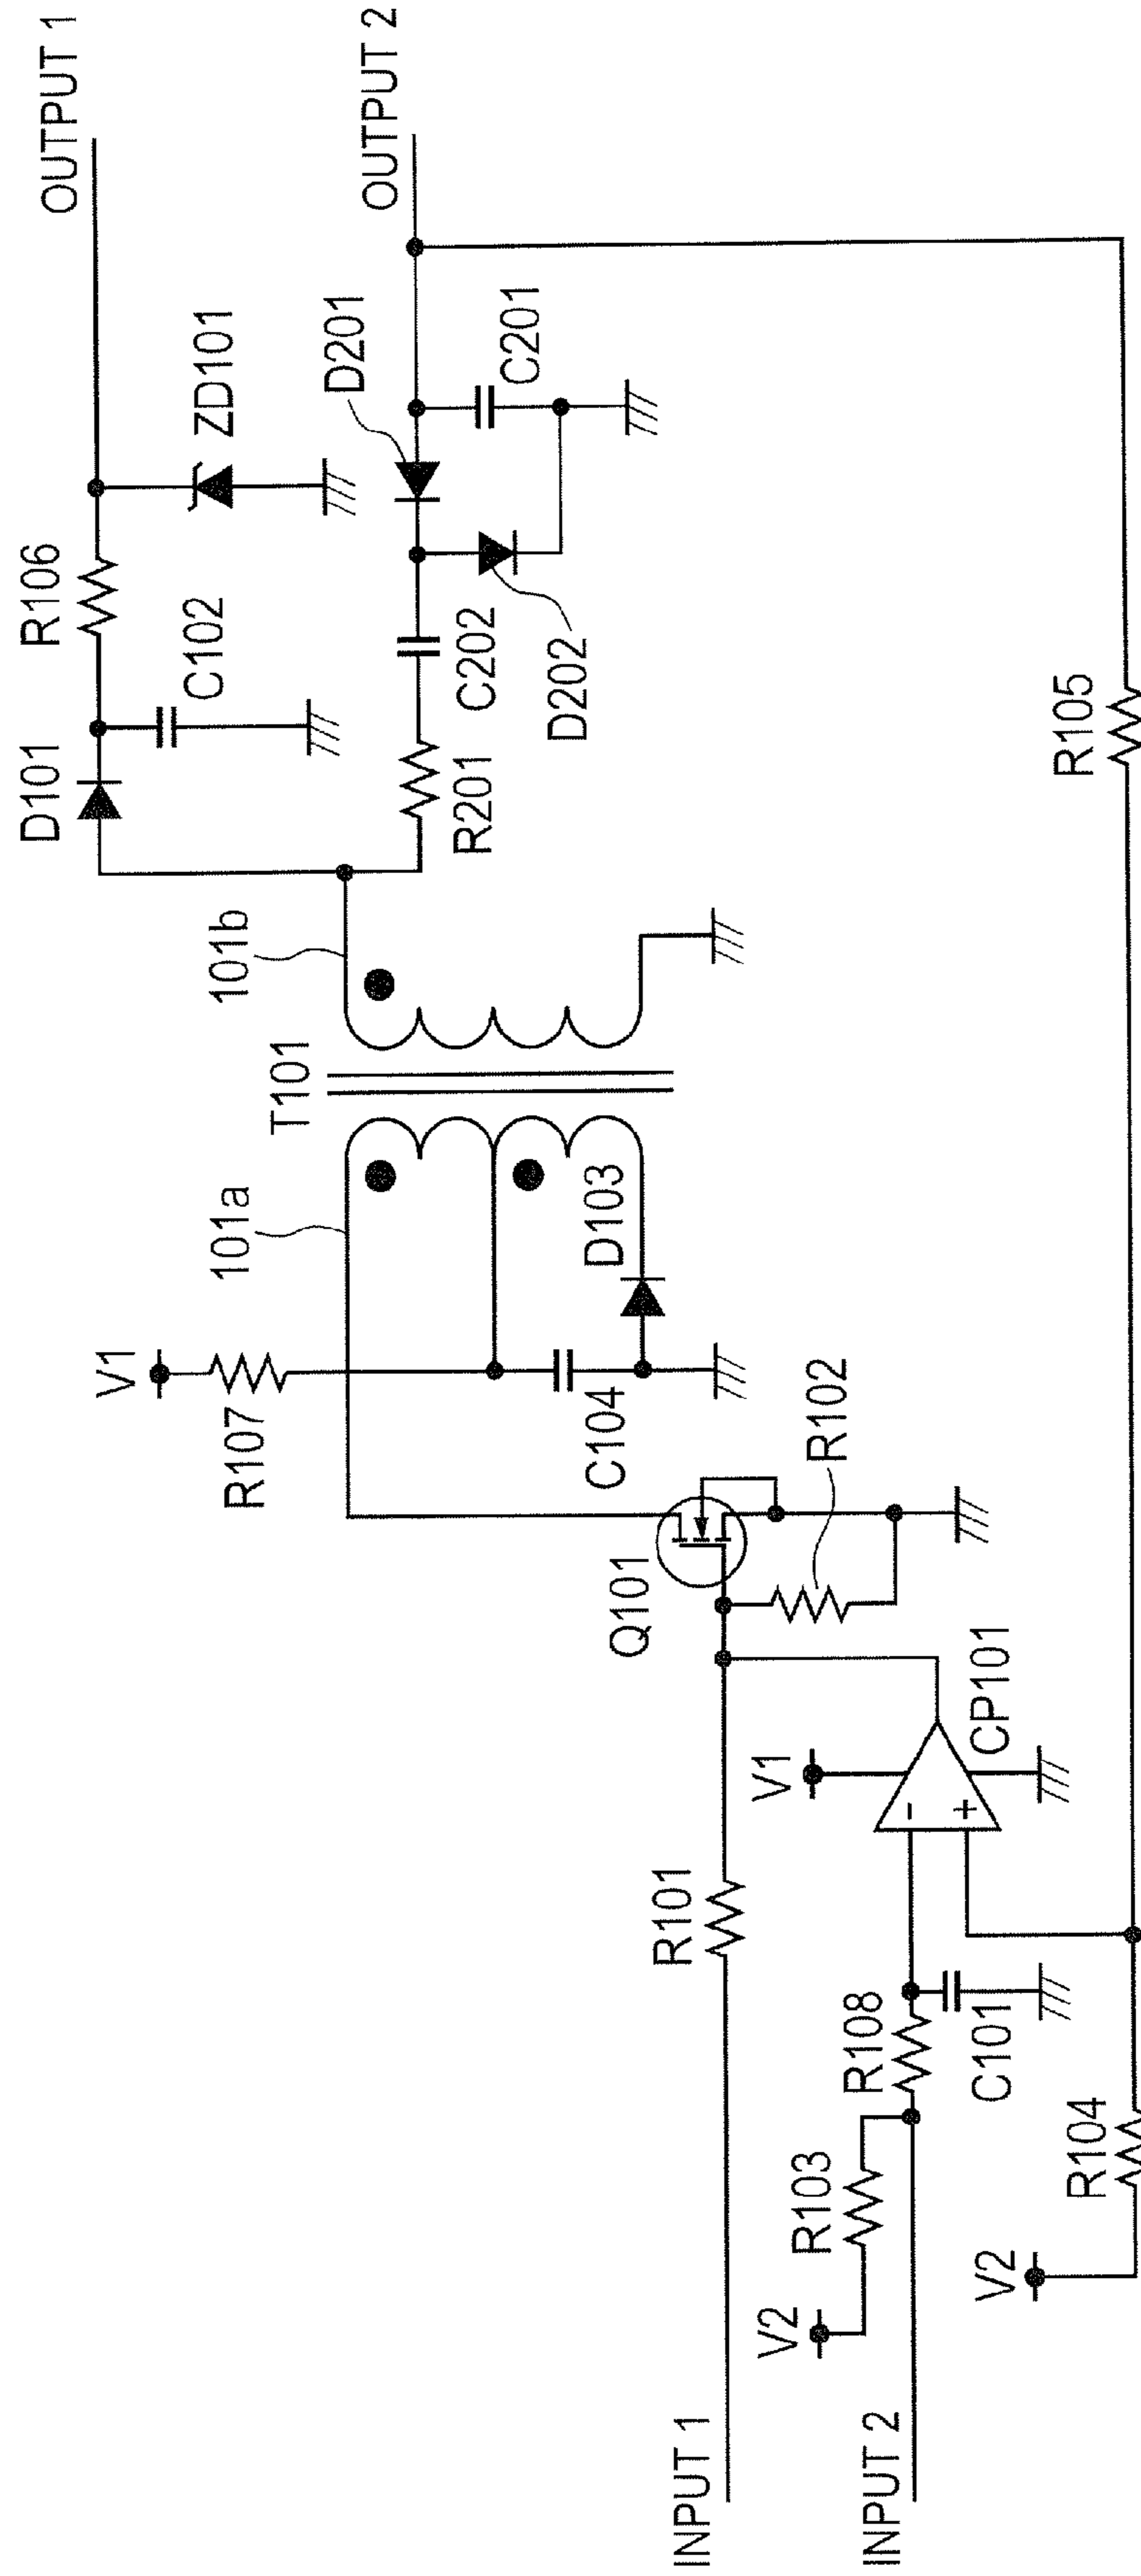 OUTPUT 1
OUTPUT 2
ZD101
D201
C201
R106
C102
C202
D202
D101
R201
R105
101b
T101
101a
D103
V1
R107
C104
R102
Q101
V1
CP101
-
+
R101
R108
C101
R103
R104
V2
V2
INPUT 1
INPUT 2